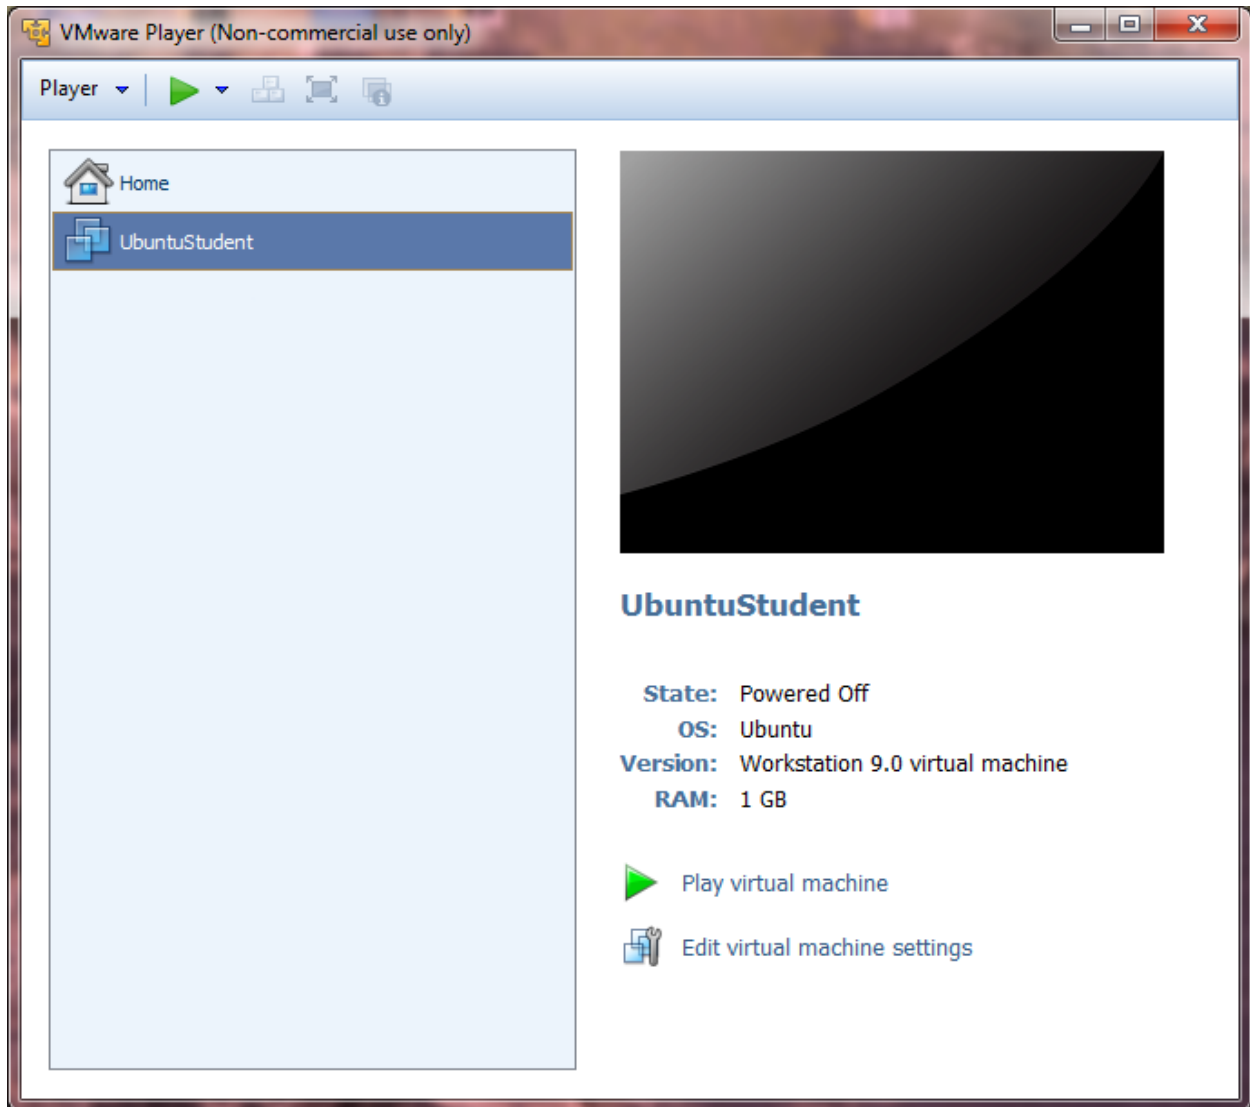 VMware Player (Non-commercial use only)
Player
Home
UbuntuStudent
UbuntuStudent
State: Powered Off
OS: Ubuntu
Version: Workstation 9.0 virtual machine
RAM: 1 GB
Play virtual machine
Edit virtual machine settings